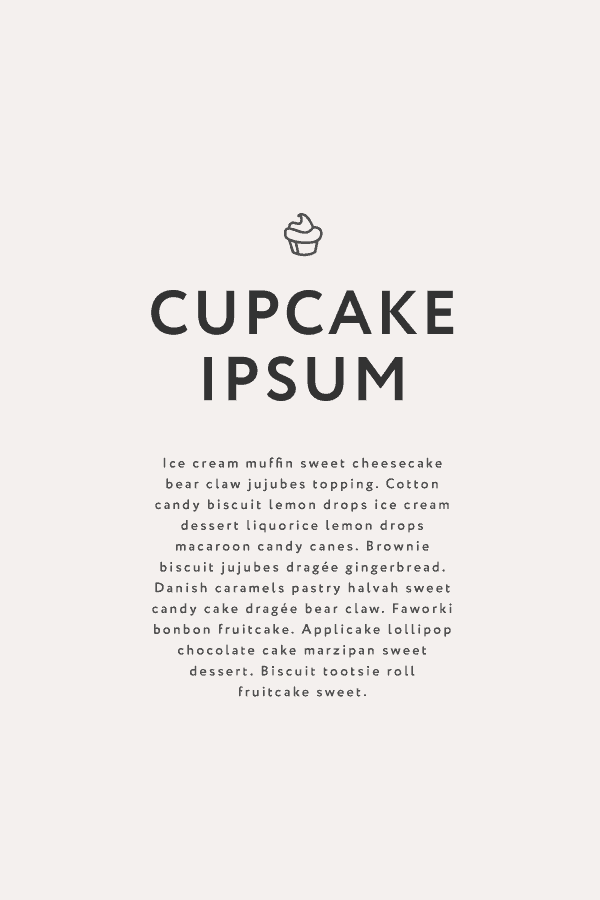 CUPCAKE
IPSUM
Ice cream muffin sweet cheesecake
bear claw jujubes topping. Cotton
candy biscuit lemon drops ice cream
dessert liquorice lemon drops
macaroon candy canes. Brownie
biscuit jujubes dragée gingerbread.
Danish caramels pastry halvah sweet
candy cake dragée bear claw. Faworki
bonbon fruitcake. Applicake lollipop
chocolate cake marzipan sweet
dessert. Biscuit tootsie roll
fruitcake sweet.